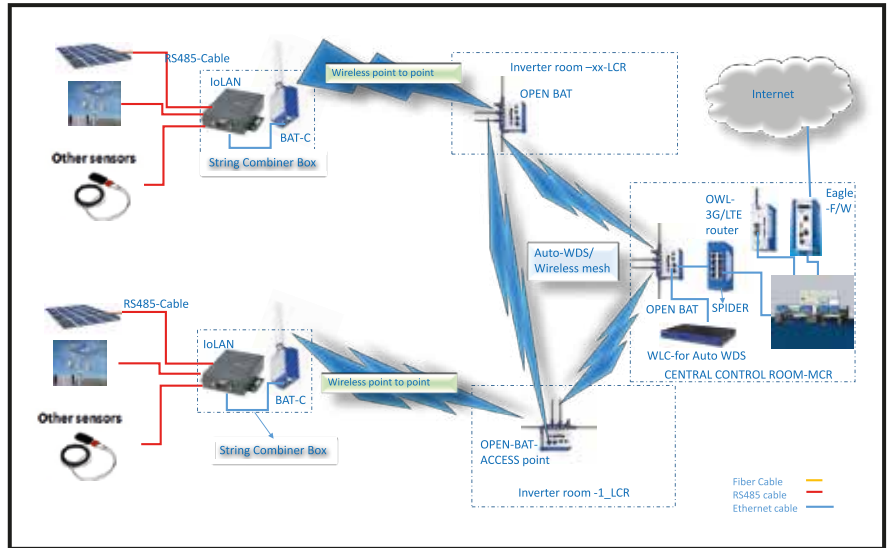 RS485-Cable
IoLAN
BAT-C
String Combiner Box
Other sensors
Wireless point to point
Inverter room –xx-LCR
OPEN BAT
Internet
OWL-
3G/LTE
router
Eagle
-F/W
Auto-WDS/
Wireless mesh
OPEN BAT
SPIDER
WLC-for Auto WDS
CENTRAL CONTROL ROOM-MCR
RS485-Cable
IoLAN
BAT-C
String Combiner Box
Other sensors
Wireless point to point
OPEN-BAT-
ACCESS point
Inverter room -1_LCR
Fiber Cable
RS485 cable
Ethernet cable